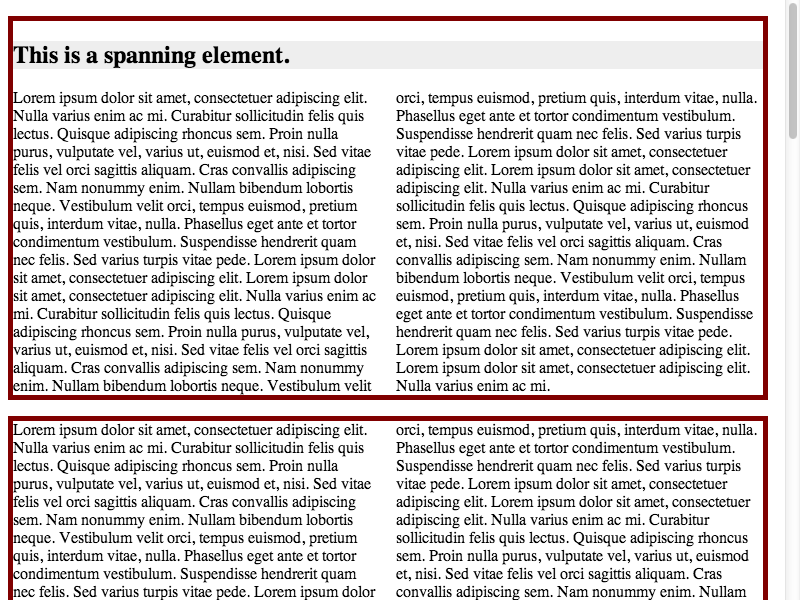 This is a spanning element.
Lorem ipsum dolor sit amet, consectetuer adipiscing elit.
Nulla varius enim ac mi. Curabitur sollicitudin felis quis
lectus. Quisque adipiscing rhoncus sem. Proin nulla
purus, vulputate vel, varius ut, euismod et, nisi. Sed vitae
felis vel orci sagittis aliquam. Cras convallis adipiscing
sem. Nam nonummy enim. Nullam bibendum lobortis
neque. Vestibulum velit orci, tempus euismod, pretium
quis, interdum vitae, nulla. Phasellus eget ante et tortor
condimentum vestibulum. Suspendisse hendrerit quam
nec felis. Sed varius turpis vitae pede. Lorem ipsum dolor
sit amet, consectetuer adipiscing elit. Lorem ipsum dolor
sit amet, consectetuer adipiscing elit. Nulla varius enim ac
mi. Curabitur sollicitudin felis quis lectus. Quisque
adipiscing rhoncus sem. Proin nulla purus, vulputate vel,
varius ut, euismod et, nisi. Sed vitae felis vel orci sagittis
aliquam. Cras convallis adipiscing sem. Nam nonummy
enim. Nullam bibendum lobortis neque. Vestibulum velit
orci, tempus euismod, pretium quis, interdum vitae, nulla.
Phasellus eget ante et tortor condimentum vestibulum.
Suspendisse hendrerit quam nec felis. Sed varius turpis
vitae pede. Lorem ipsum dolor sit amet, consectetuer
adipiscing elit. Lorem ipsum dolor sit amet, consectetuer
adipiscing elit. Nulla varius enim ac mi. Curabitur
sollicitudin felis quis lectus. Quisque adipiscing rhoncus
sem. Proin nulla purus, vulputate vel, varius ut, euismod
et, nisi. Sed vitae felis vel orci sagittis aliquam. Cras
convallis adipiscing sem. Nam nonummy enim. Nullam
bibendum lobortis neque. Vestibulum velit orci, tempus
euismod, pretium quis, interdum vitae, nulla. Phasellus
eget ante et tortor condimentum vestibulum. Suspendisse
hendrerit quam nec felis. Sed varius turpis vitae pede.
Lorem ipsum dolor sit amet, consectetuer adipiscing elit.
Lorem ipsum dolor sit amet, consectetuer adipiscing elit.
Nulla varius enim ac mi.
Lorem ipsum dolor sit amet, consectetuer adipiscing elit.
Nulla varius enim ac mi. Curabitur sollicitudin felis quis
lectus. Quisque adipiscing rhoncus sem. Proin nulla
purus, vulputate vel, varius ut, euismod et, nisi. Sed vitae
felis vel orci sagittis aliquam. Cras convallis adipiscing
sem. Nam nonummy enim. Nullam bibendum lobortis
neque. Vestibulum velit orci, tempus euismod, pretium
quis, interdum vitae, nulla. Phasellus eget ante et tortor
condimentum vestibulum. Suspendisse hendrerit quam
nec felis. Sed varius turpis vitae pede. Lorem ipsum dolor
orci, tempus euismod, pretium quis, interdum vitae, nulla.
Phasellus eget ante et tortor condimentum vestibulum.
Suspendisse hendrerit quam nec felis. Sed varius turpis
vitae pede. Lorem ipsum dolor sit amet, consectetuer
adipiscing elit. Lorem ipsum dolor sit amet, consectetuer
adipiscing elit. Nulla varius enim ac mi. Curabitur
sollicitudin felis quis lectus. Quisque adipiscing rhoncus
sem. Proin nulla purus, vulputate vel, varius ut, euismod
et, nisi. Sed vitae felis vel orci sagittis aliquam. Cras
convallis adipiscing sem. Nam nonummy enim. Nullam